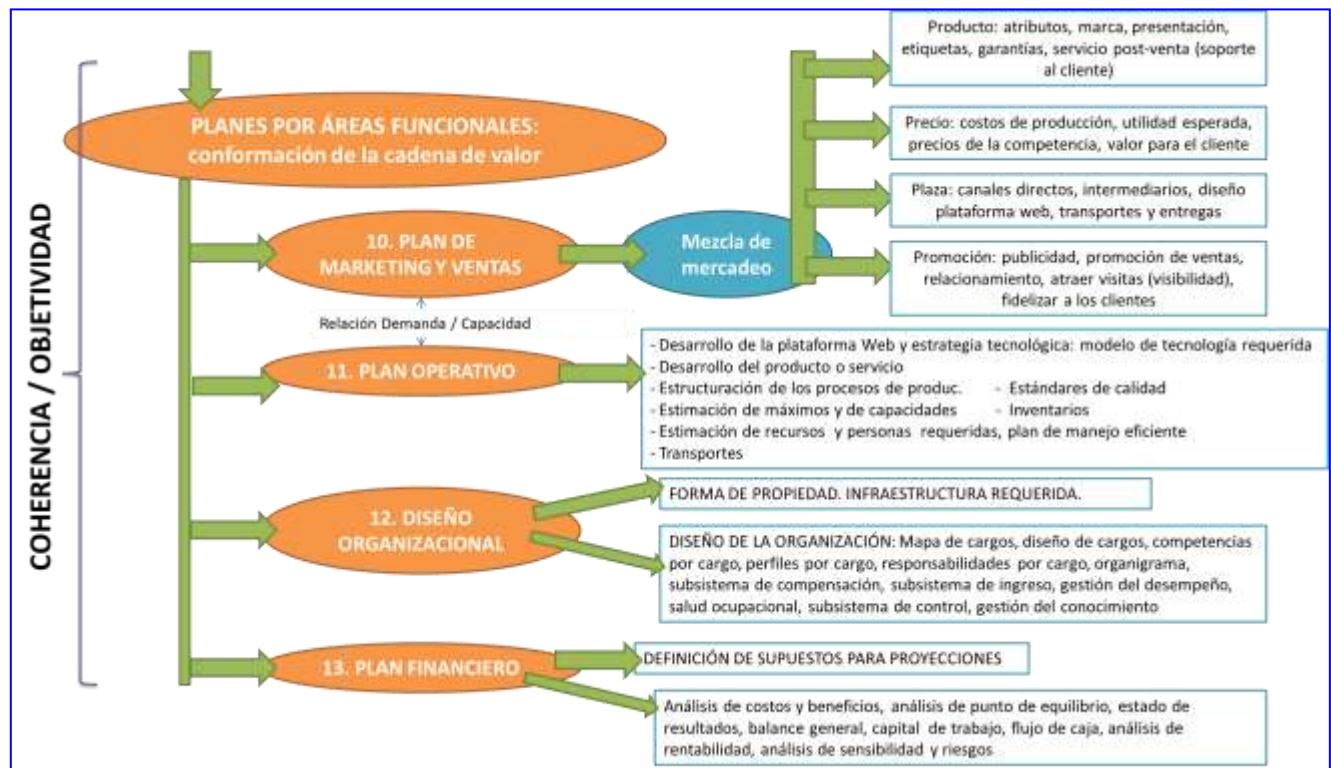 Producto: atributos, marca, presentación,
etiquetas, garantías, servicio post-venta (soporte
al cliente)
PLANES POR ÁREAS FUNCIONALES:
conformación de la cadena de valor
Precio: costos de producción, utilidad esperada,
precios de la competencia, valor para el cliente
Plaza: canales directos, intermediarios, diseño
plataforma web, transportes y entregas
10. PLAN DE
MARKETING Y VENTAS
Mezcla de
mercadeo
Promoción: publicidad, promoción de ventas,
relacionamiento, atraer visitas (visibilidad),
fidelizar a los clientes
Relación Demanda / Capacidad
COHERENCIA / OBJETIVIDAD
11. PLAN OPERATIVO
- Desarrollo de la plataforma Web y estrategia tecnológica: modelo de tecnología requerida
- Desarrollo del producto o servicio
- Estructuración de los procesos de produc. - Estándares de calidad
- Estimación de máximos y de capacidades - Inventarios
- Estimación de recursos y personas requeridas, plan de manejo eficiente
- Transportes
12. DISEÑO
ORGANIZACIONAL
FORMA DE PROPIEDAD. INFRAESTRUCTURA REQUERIDA.
DISEÑO DE LA ORGANIZACIÓN: Mapa de cargos, diseño de cargos, competencias
por cargo, perfiles por cargo, responsabilidades por cargo, organigrama,
subsistema de compensación, subsistema de ingreso, gestión del desempeño,
salud ocupacional, subsistema de control, gestión del conocimiento
13. PLAN FINANCIERO
DEFINICIÓN DE SUPUESTOS PARA PROYECCIONES
Análisis de costos y beneficios, análisis de punto de equilibrio, estado de
resultados, balance general, capital de trabajo, flujo de caja, análisis de
rentabilidad, análisis de sensibilidad y riesgos